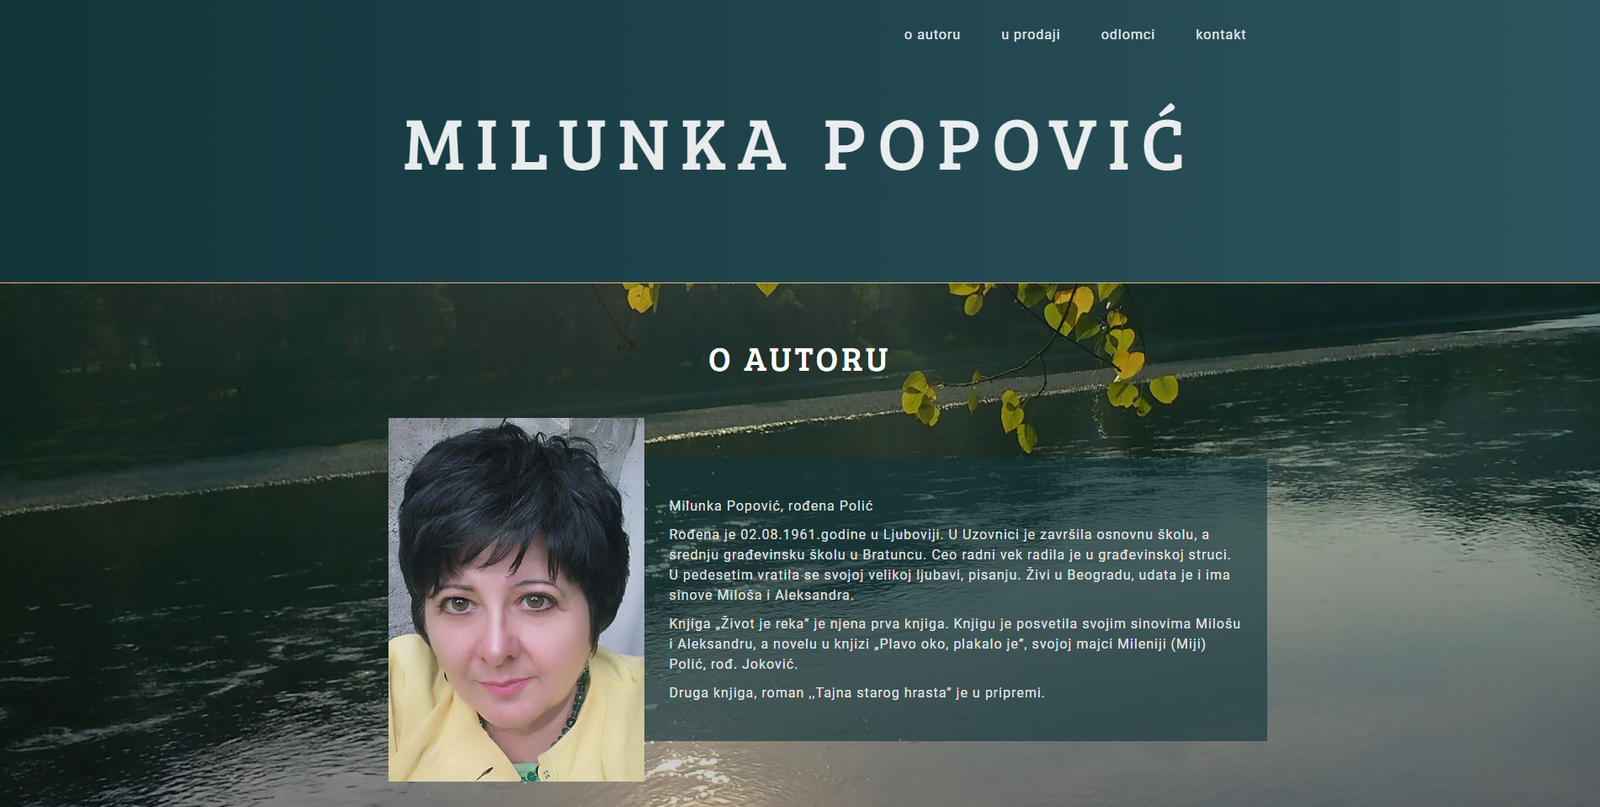 o autoru u prodaji odlomci kontakt
MILUNKA POPOVIĆ
O AUTORU
Milunka Popović, rođena Polić
Rođena je 02.08.1961.godine u Ljuboviji. U Uzovnici je završila osnovnu školu, a
srednju građevinsku školu u Bratuncu. Ceo radni vek radila je u građevinskoj struci.
U pedesetim vratila se svojoj velikoj ljubavi, pisanju. Živi u Beogradu, udata je i ima
sinove Miloša i Aleksandra.
Knjiga „Život je reka” je njena prva knjiga. Knjigu je posvetila svojim sinovima Milošu
i Aleksandru, a novelu u knjizi „Plavo oko, plakalo je”, svojoj majci Mileniji (Miji)
Polić, rođ. Joković.
Druga knjiga, roman ,,Tajna starog hrasta” je u pripremi.